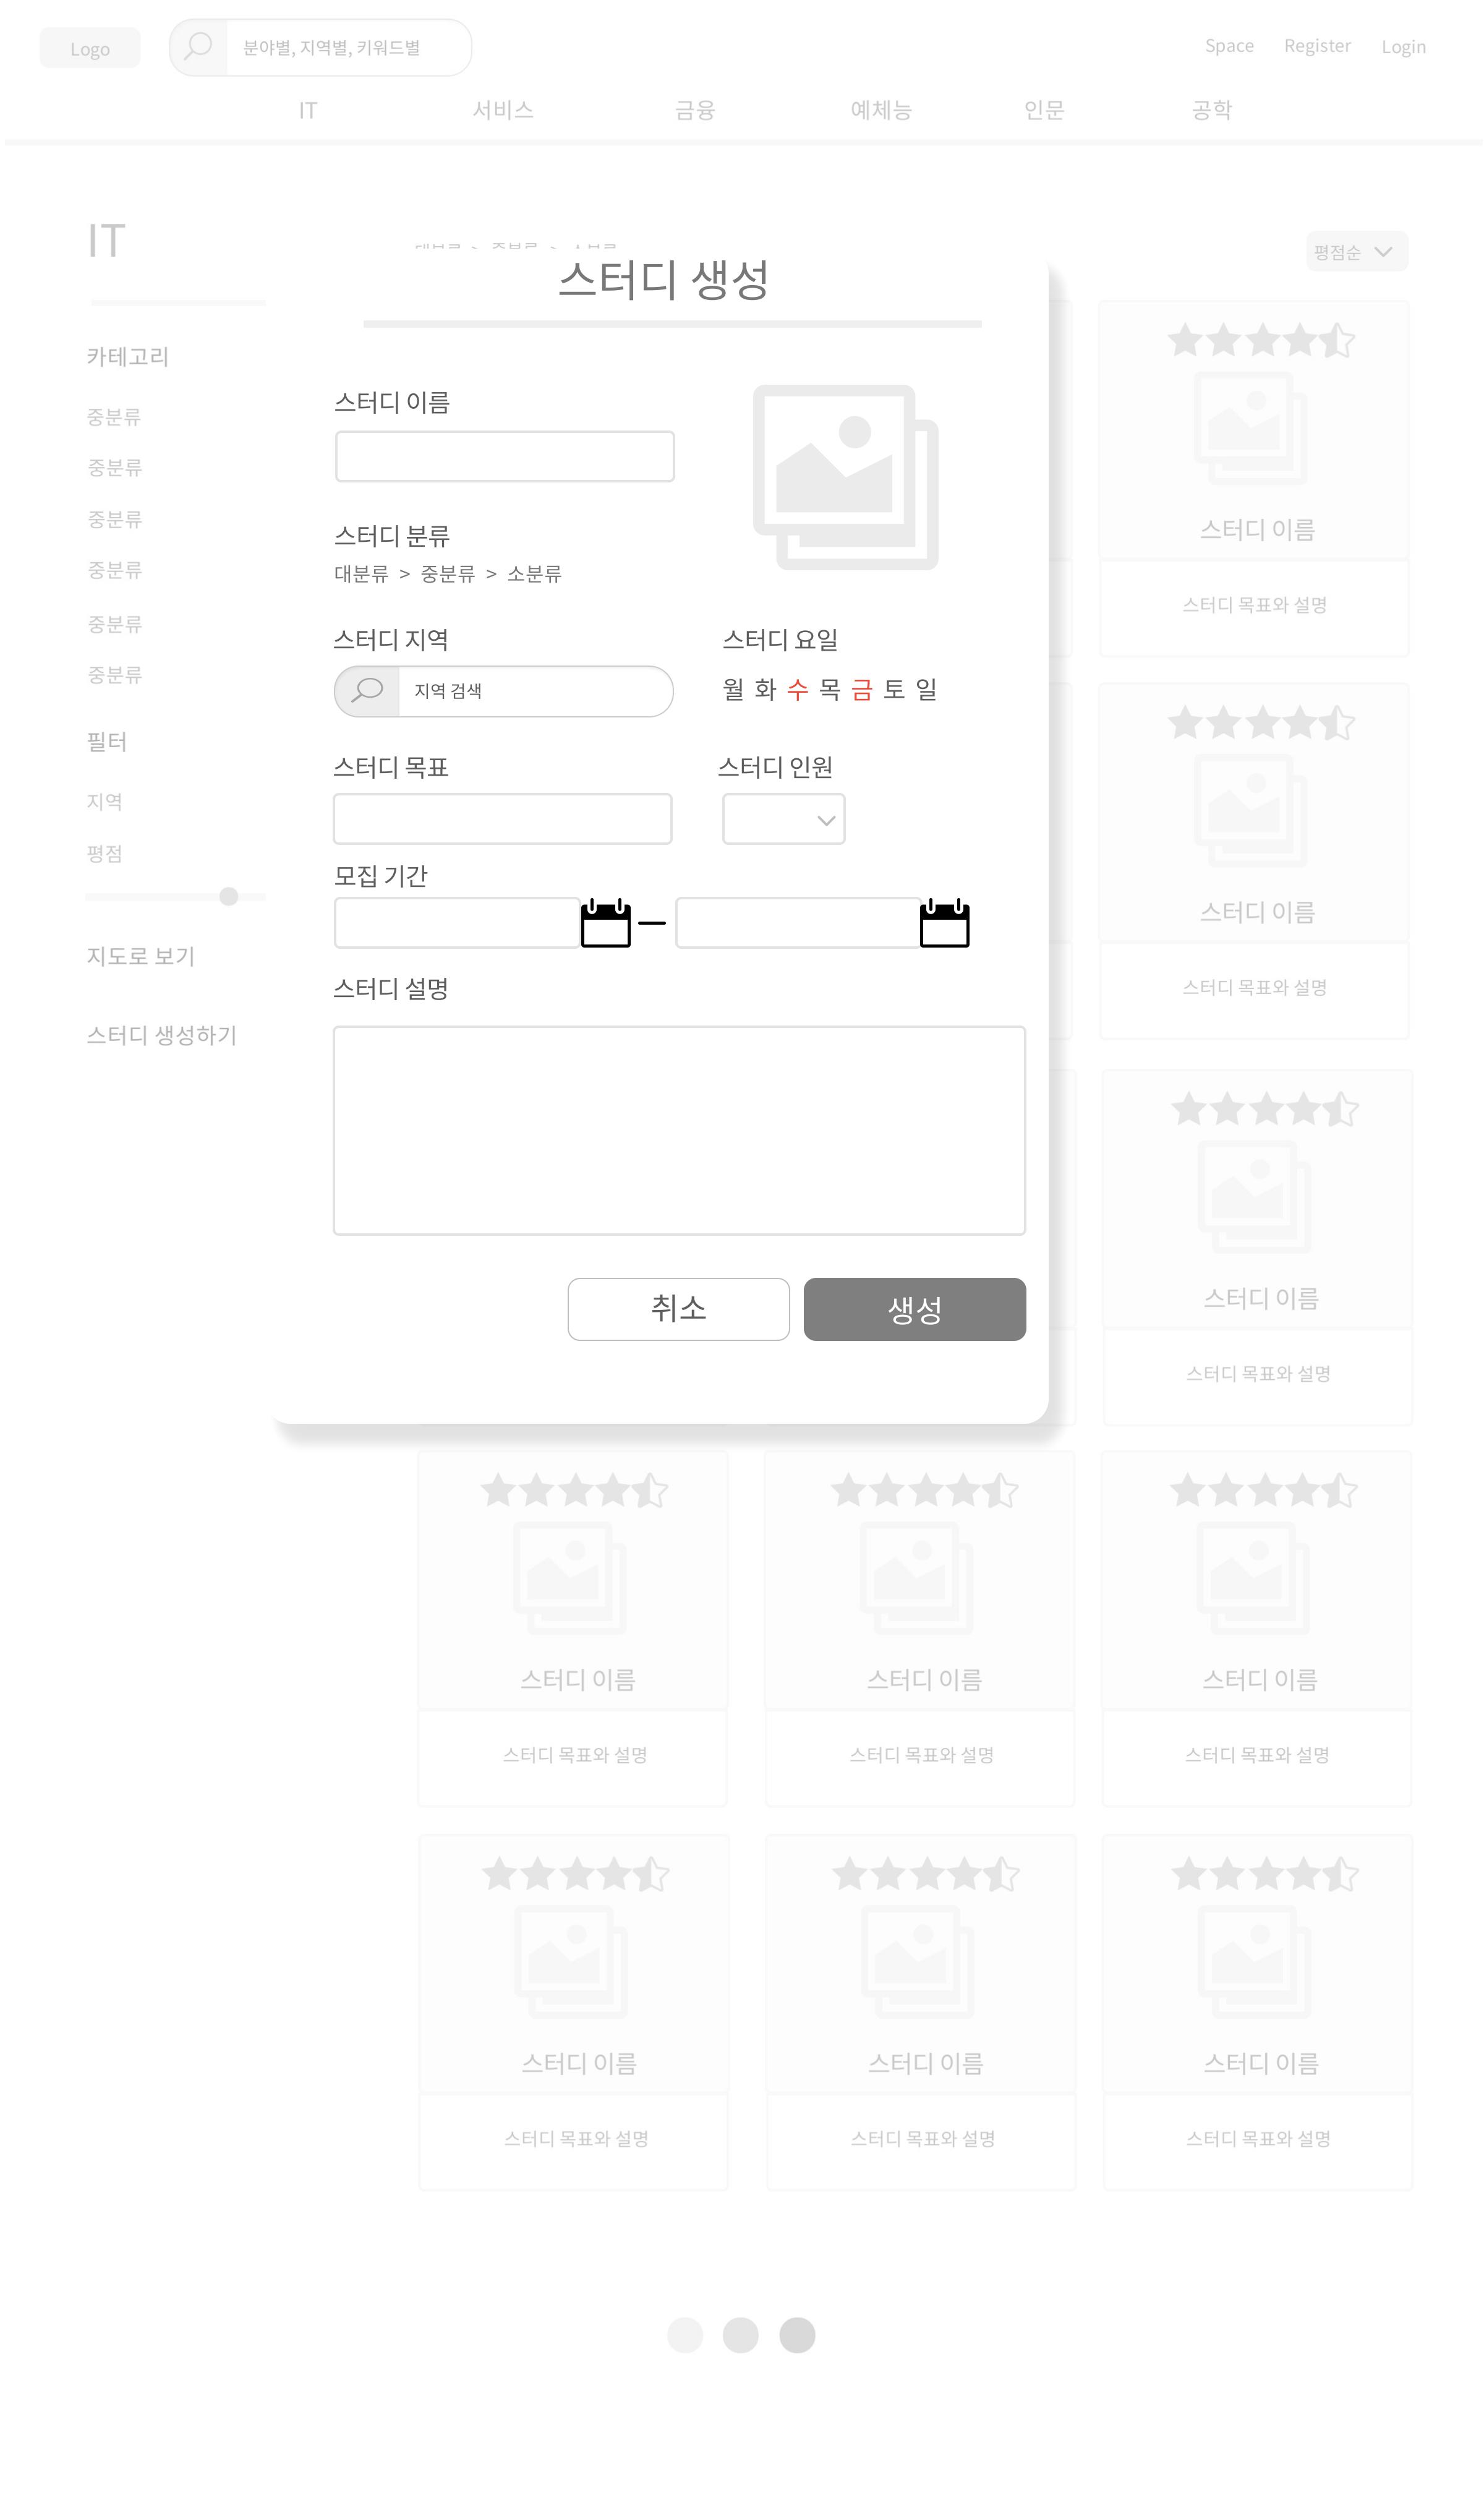 Logo
분야별, 지역별, 키워드별
Space Register Login
IT 서비스 금융 예체능 인문 공학
IT
대분류 > 중분류 > 소분류
평점순
카테고리
중분류
중분류
중분류
중분류
중분류
중분류
필터
지역
평점
지도로 보기
스터디 생성하기
스터디 생성
스터디 이름
스터디 분류
대분류 > 중분류 > 소분류
스터디 지역
지역 검색
스터디 요일
월 화 수 목 금 토 일
스터디 목표
스터디 인원
모집 기간
스터디 설명
취소
생성
스터디 이름
스터디 목표와 설명
스터디 이름
스터디 목표와 설명
스터디 이름
스터디 목표와 설명
스터디 이름 스터디 이름 스터디 이름
스터디 목표와 설명 스터디 목표와 설명 스터디 목표와 설명
스터디 이름 스터디 이름 스터디 이름
스터디 목표와 설명 스터디 목표와 설명 스터디 목표와 설명